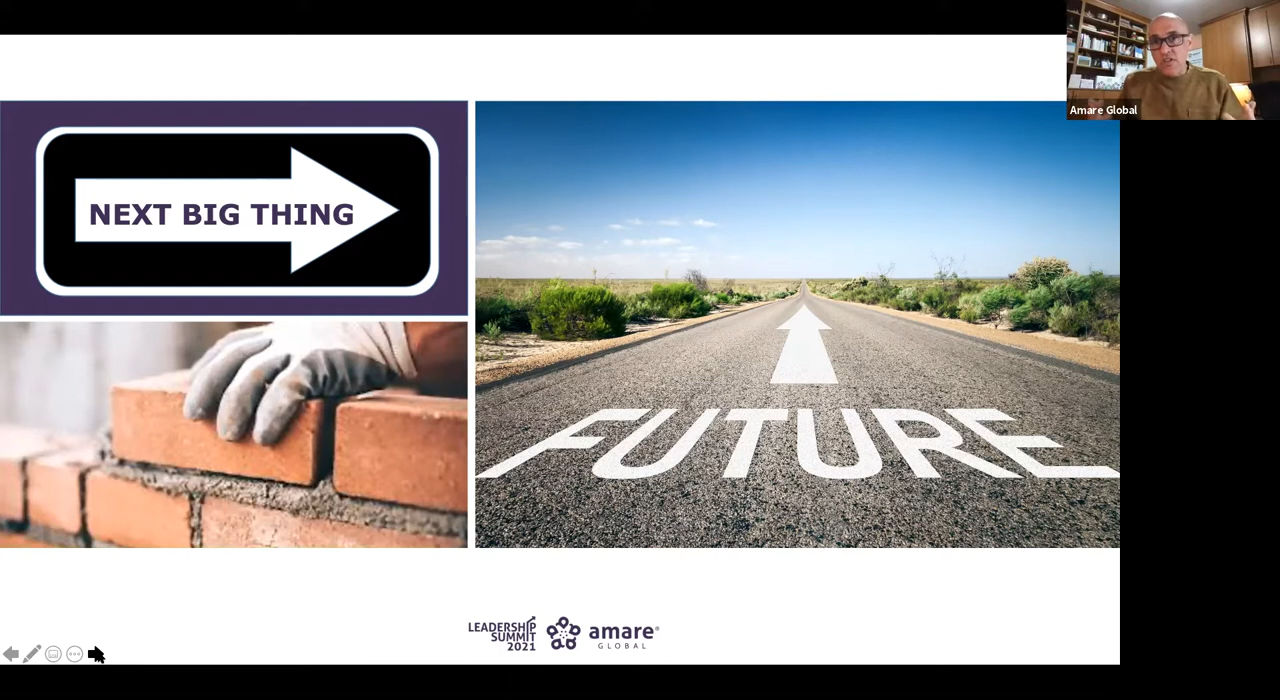 NEXT BIG THING
Amare Global
FUTURE
LEADERSHIP
SUMMIT
2021
amare®
GLOBAL